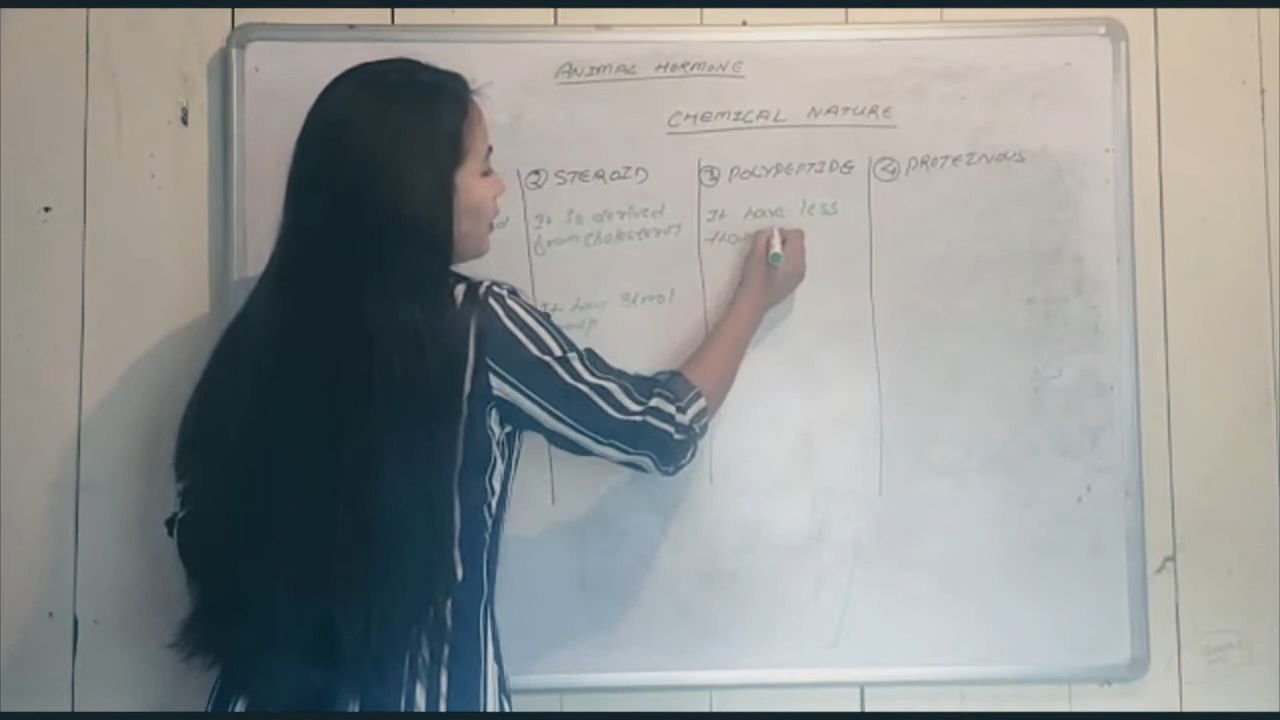 ANIMAL HORMONE
CHEMICAL NATURE
② STEROID
It is derived
from cholesterol
It have Sterol
③ POLYPEPTIDE
It have less
④ PROTEINOUS